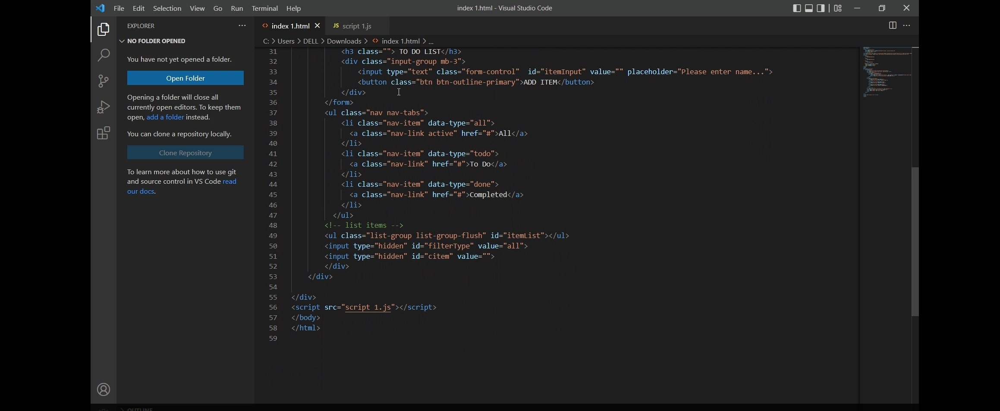 File Edit Selection View Go Run Terminal Help
index 1.html - Visual Studio Code
EXPLORER
NO FOLDER OPENED
You have not yet opened a folder.
Open Folder
Opening a folder will close all
currently open editors. To keep them
open, add a folder instead.
You can clone a repository locally.
Clone Repository
To learn more about how to use git
and source control in VS Code read
our docs.
OUTLINE
index 1.html
JS script 1.js
C: > Users > DELL > Downloads > index 1.html > ...
31 <h3 class=""> TO DO LIST</h3>
32 <div class="input-group mb-3">
33 <input type="text" class="form-control"  id="itemInput" value="" placeholder="Please enter name...">
34 <button class="btn btn-outline-primary">ADD ITEM</button>
35 </div>
36 </form>
37 <ul class="nav nav-tabs">
38 <li class="nav-item" data-type="all">
39 <a class="nav-link active" href="#">All</a>
40 </li>
41 <li class="nav-item" data-type="todo">
42 <a class="nav-link" href="#">To Do</a>
43 </li>
44 <li class="nav-item" data-type="done">
45 <a class="nav-link" href="#">Completed</a>
46 </li>
47 </ul>
48 <!-- list items -->
49 <ul class="list-group list-group-flush" id="itemList"></ul>
50 <input type="hidden" id="filterType" value="all">
51 <input type="hidden" id="citem" value="">
52 </div>
53 </div>
54
55 </div>
56 <script src="script 1.js"></script>
57 </body>
58 </html>
59